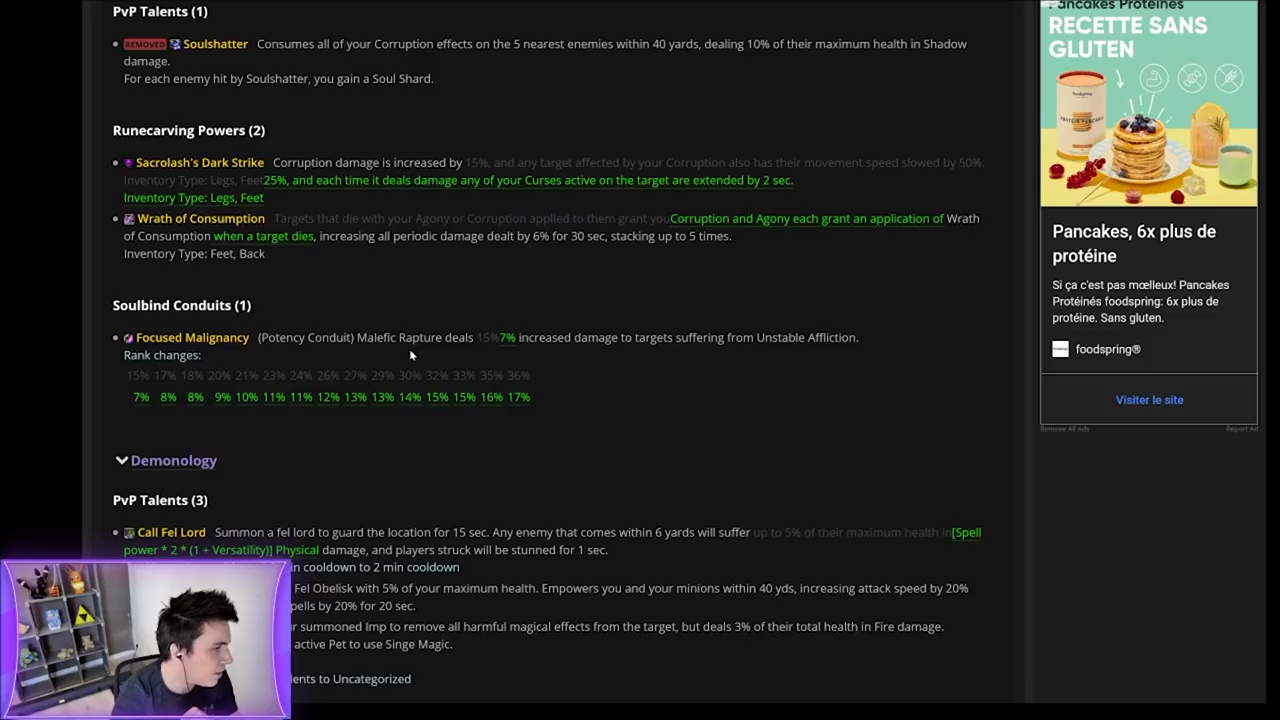 PvP Talents (1)
REMOVED Soulshatter Consumes all of your Corruption effects on the 5 nearest enemies within 40 yards, dealing 10% of their maximum health in Shadow
damage.
For each enemy hit by Soulshatter, you gain a Soul Shard.
Runecarving Powers (2)
Sacrolash's Dark Strike Corruption damage is increased by 15%, and any target affected by your Corruption also has their movement speed slowed by 50%.
Inventory Type: Legs, Feet25%, and each time it deals damage any of your Curses active on the target are extended by 2 sec.
Inventory Type: Legs, Feet
Wrath of Consumption Targets that die with your Agony or Corruption applied to them grant youCorruption and Agony each grant an application of Wrath
of Consumption when a target dies, increasing all periodic damage dealt by 6% for 30 sec, stacking up to 5 times.
Inventory Type: Feet, Back
Soulbind Conduits (1)
Focused Malignancy (Potency Conduit) Malefic Rapture deals 15%7% increased damage to targets suffering from Unstable Affliction.
Rank changes:
15% 17% 18% 20% 21% 23% 24% 26% 27% 29% 30% 32% 33% 35% 36%
7% 8% 8% 9% 10% 11% 11% 12% 13% 13% 14% 15% 15% 16% 17%
Demonology
PvP Talents (3)
Call Fel Lord Summon a fel lord to guard the location for 15 sec. Any enemy that comes within 6 yards will suffer up to 5% of their maximum health in[Spell
power * 2 * (1 + Versatility)] Physical damage, and players struck will be stunned for 1 sec.
in cooldown to 2 min cooldown
Fel Obelisk with 5% of your maximum health. Empowers you and your minions within 40 yds, increasing attack speed by 20%
pells by 20% for 20 sec.
r summoned Imp to remove all harmful magical effects from the target, but deals 3% of their total health in Fire damage.
active Pet to use Singe Magic.
lents to Uncategorized
Pancakes Protéinés
RECETTE SANS
GLUTEN
Pancakes, 6x plus de
protéine
Si ça c'est pas mœlleux! Pancakes
Protéinés foodspring: 6x plus de
protéine. Sans gluten.
foodspring®
Visiter le site
Remove All Ads
Report Ad